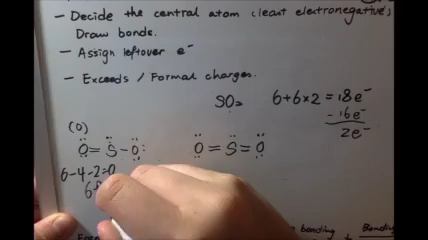 - Decide the central atom (least electronegative)
Draw bonds.
- Assign leftover e⁻
- Exceeds / Formal charges.
SO₂ 6+6×2 = 18e⁻
- 16e⁻
2e⁻
(0)
O=S-O: O=S=O
6-4-2=0
6-
bonding
+